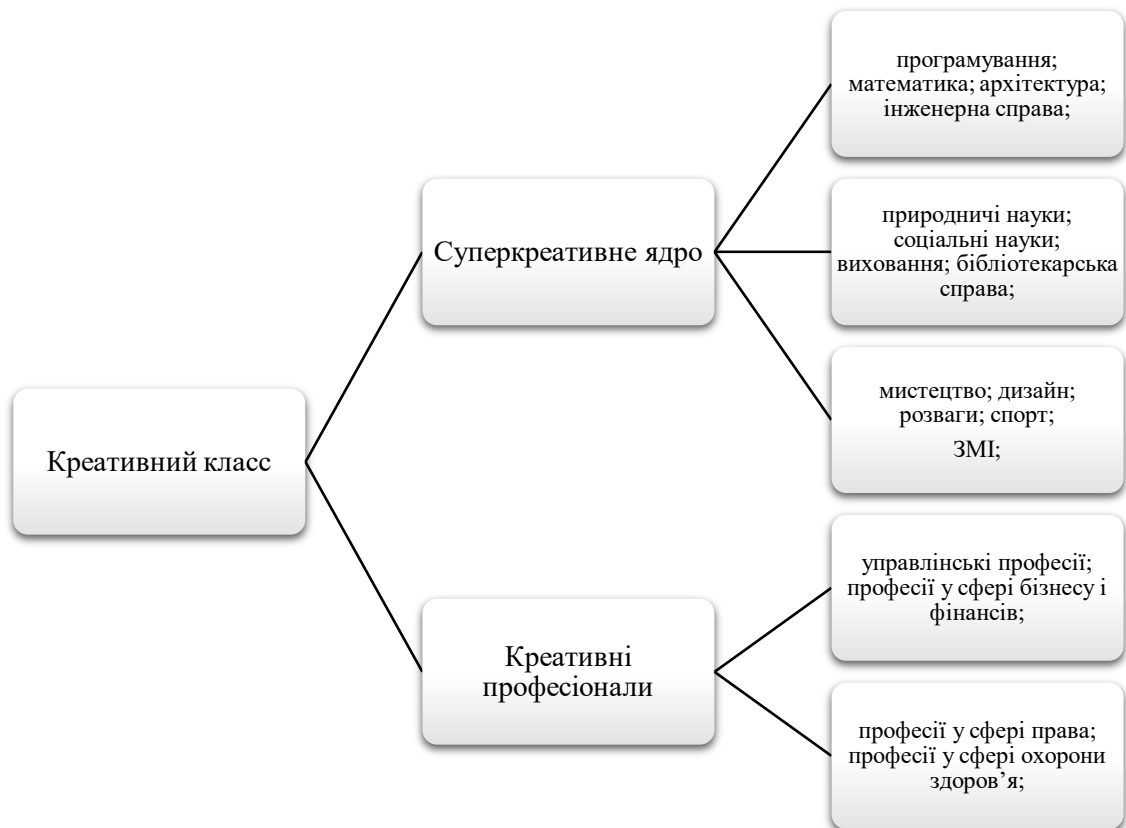 Креативний класс
Суперкреативне ядро
програмування;
математика; архітектура;
інженерна справа;
природничі науки;
соціальні науки;
виховання; бібліотекарська
справа;
мистецтво; дизайн;
розваги; спорт;
ЗМІ;
Креативні
професіонали
управлінські професії;
професії у сфері бізнесу і
фінансів;
професії у сфері права;
професії у сфері охорони
здоров’я;